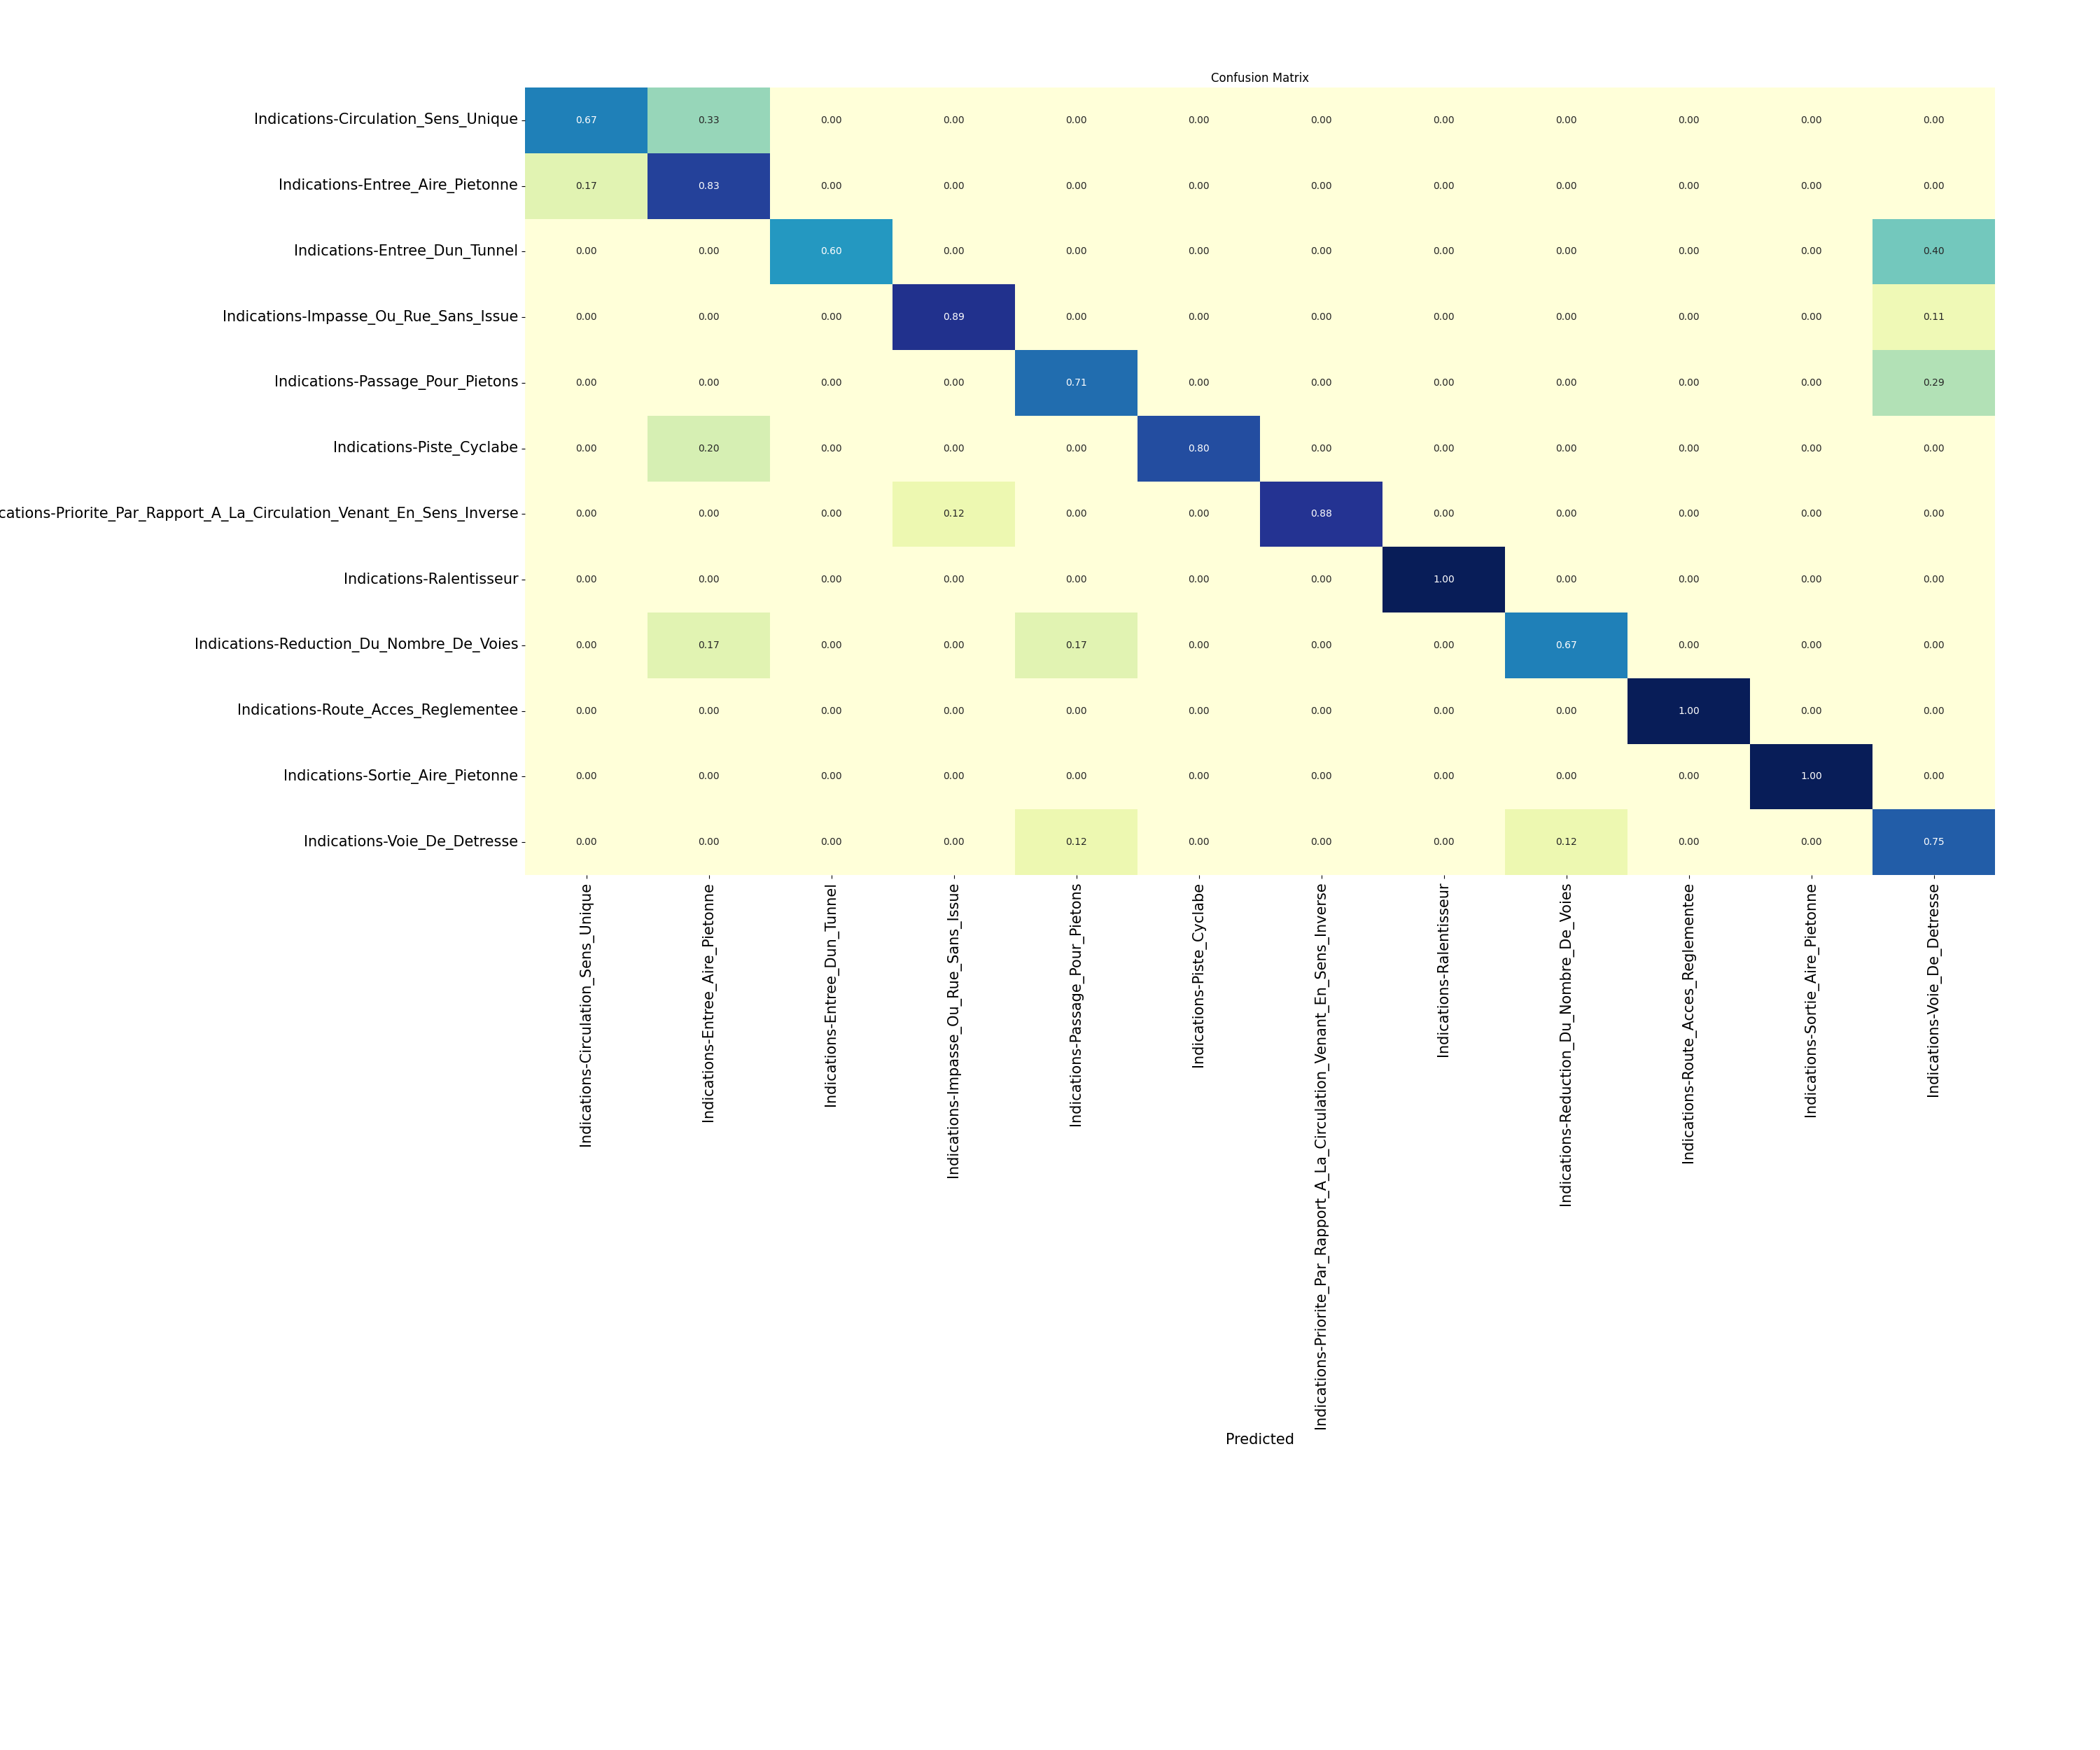 Confusion Matrix
Indications-Circulation_Sens_Unique 0.67 0.33 0.00 0.00 0.00 0.00 0.00 0.00 0.00 0.00 0.00 0.00
Indications-Entree_Aire_Pietonne 0.17 0.83 0.00 0.00 0.00 0.00 0.00 0.00 0.00 0.00 0.00 0.00
Indications-Entree_Dun_Tunnel 0.00 0.00 0.60 0.00 0.00 0.00 0.00 0.00 0.00 0.00 0.00 0.40
Indications-Impasse_Ou_Rue_Sans_Issue 0.00 0.00 0.00 0.89 0.00 0.00 0.00 0.00 0.00 0.00 0.00 0.11
Indications-Passage_Pour_Pietons 0.00 0.00 0.00 0.00 0.71 0.00 0.00 0.00 0.00 0.00 0.00 0.29
Indications-Piste_Cyclabe 0.00 0.20 0.00 0.00 0.00 0.80 0.00 0.00 0.00 0.00 0.00 0.00
cations-Priorite_Par_Rapport_A_La_Circulation_Venant_En_Sens_Inverse 0.00 0.00 0.00 0.12 0.00 0.00 0.88 0.00 0.00 0.00 0.00 0.00
Indications-Ralentisseur 0.00 0.00 0.00 0.00 0.00 0.00 0.00 1.00 0.00 0.00 0.00 0.00
Indications-Reduction_Du_Nombre_De_Voies 0.00 0.17 0.00 0.00 0.17 0.00 0.00 0.00 0.67 0.00 0.00 0.00
Indications-Route_Acces_Reglementee 0.00 0.00 0.00 0.00 0.00 0.00 0.00 0.00 0.00 1.00 0.00 0.00
Indications-Sortie_Aire_Pietonne 0.00 0.00 0.00 0.00 0.00 0.00 0.00 0.00 0.00 0.00 1.00 0.00
Indications-Voie_De_Detresse 0.00 0.00 0.00 0.00 0.12 0.00 0.00 0.00 0.12 0.00 0.00 0.75
Indications-Circulation_Sens_Unique
Indications-Entree_Aire_Pietonne
Indications-Entree_Dun_Tunnel
Indications-Impasse_Ou_Rue_Sans_Issue
Indications-Passage_Pour_Pietons
Indications-Piste_Cyclabe
Indications-Priorite_Par_Rapport_A_La_Circulation_Venant_En_Sens_Inverse
Indications-Ralentisseur
Indications-Reduction_Du_Nombre_De_Voies
Indications-Route_Acces_Reglementee
Indications-Sortie_Aire_Pietonne
Indications-Voie_De_Detresse
Predicted